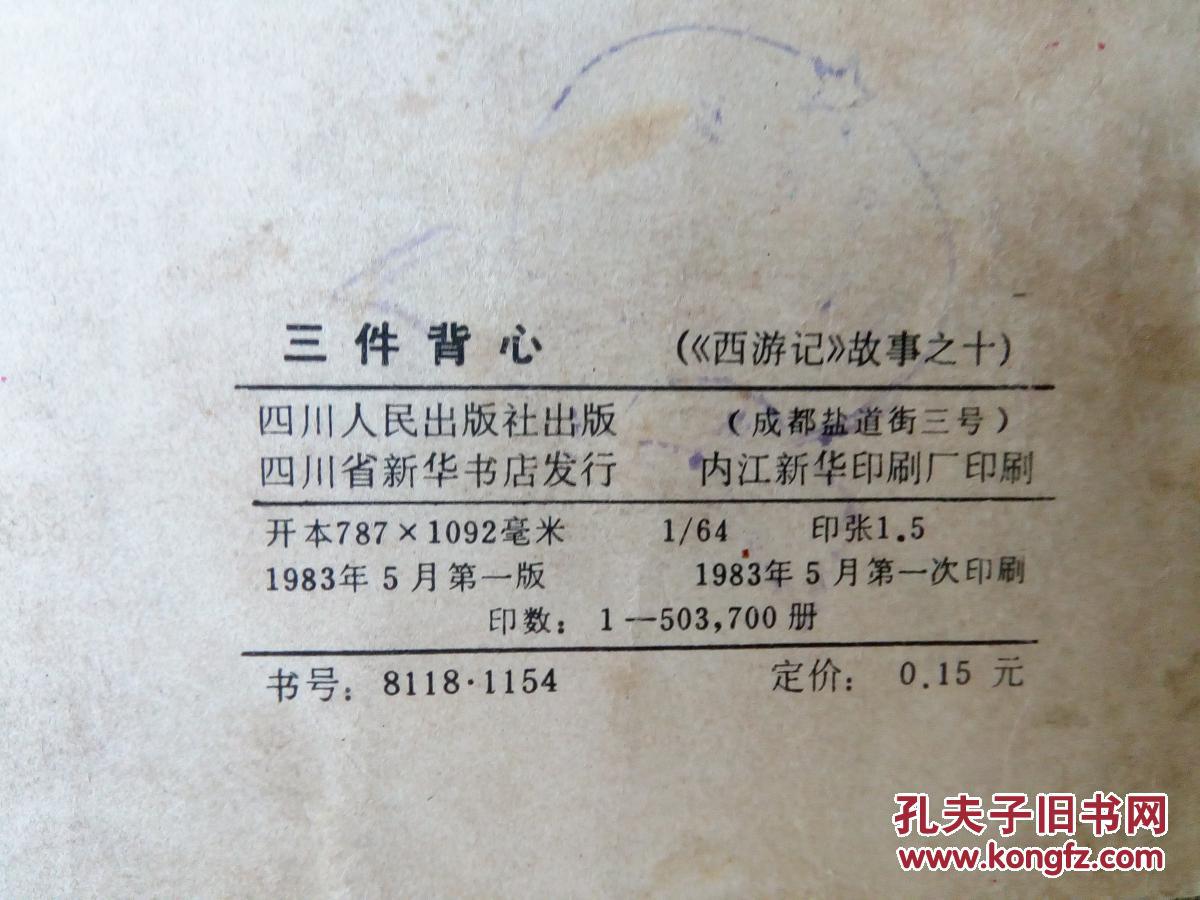 三件背心 (《西游记》故事之十)
四川人民出版社出版 (成都盐道街三号)
四川省新华书店发行 内江新华印刷厂印刷
开本787×1092毫米 1/64 印张1.5
1983年5月第一版 1983年5月第一次印刷
印数：1—503,700册
书号：8118·1154 定价：0.15元
孔夫子旧书网
www.kongfz.com